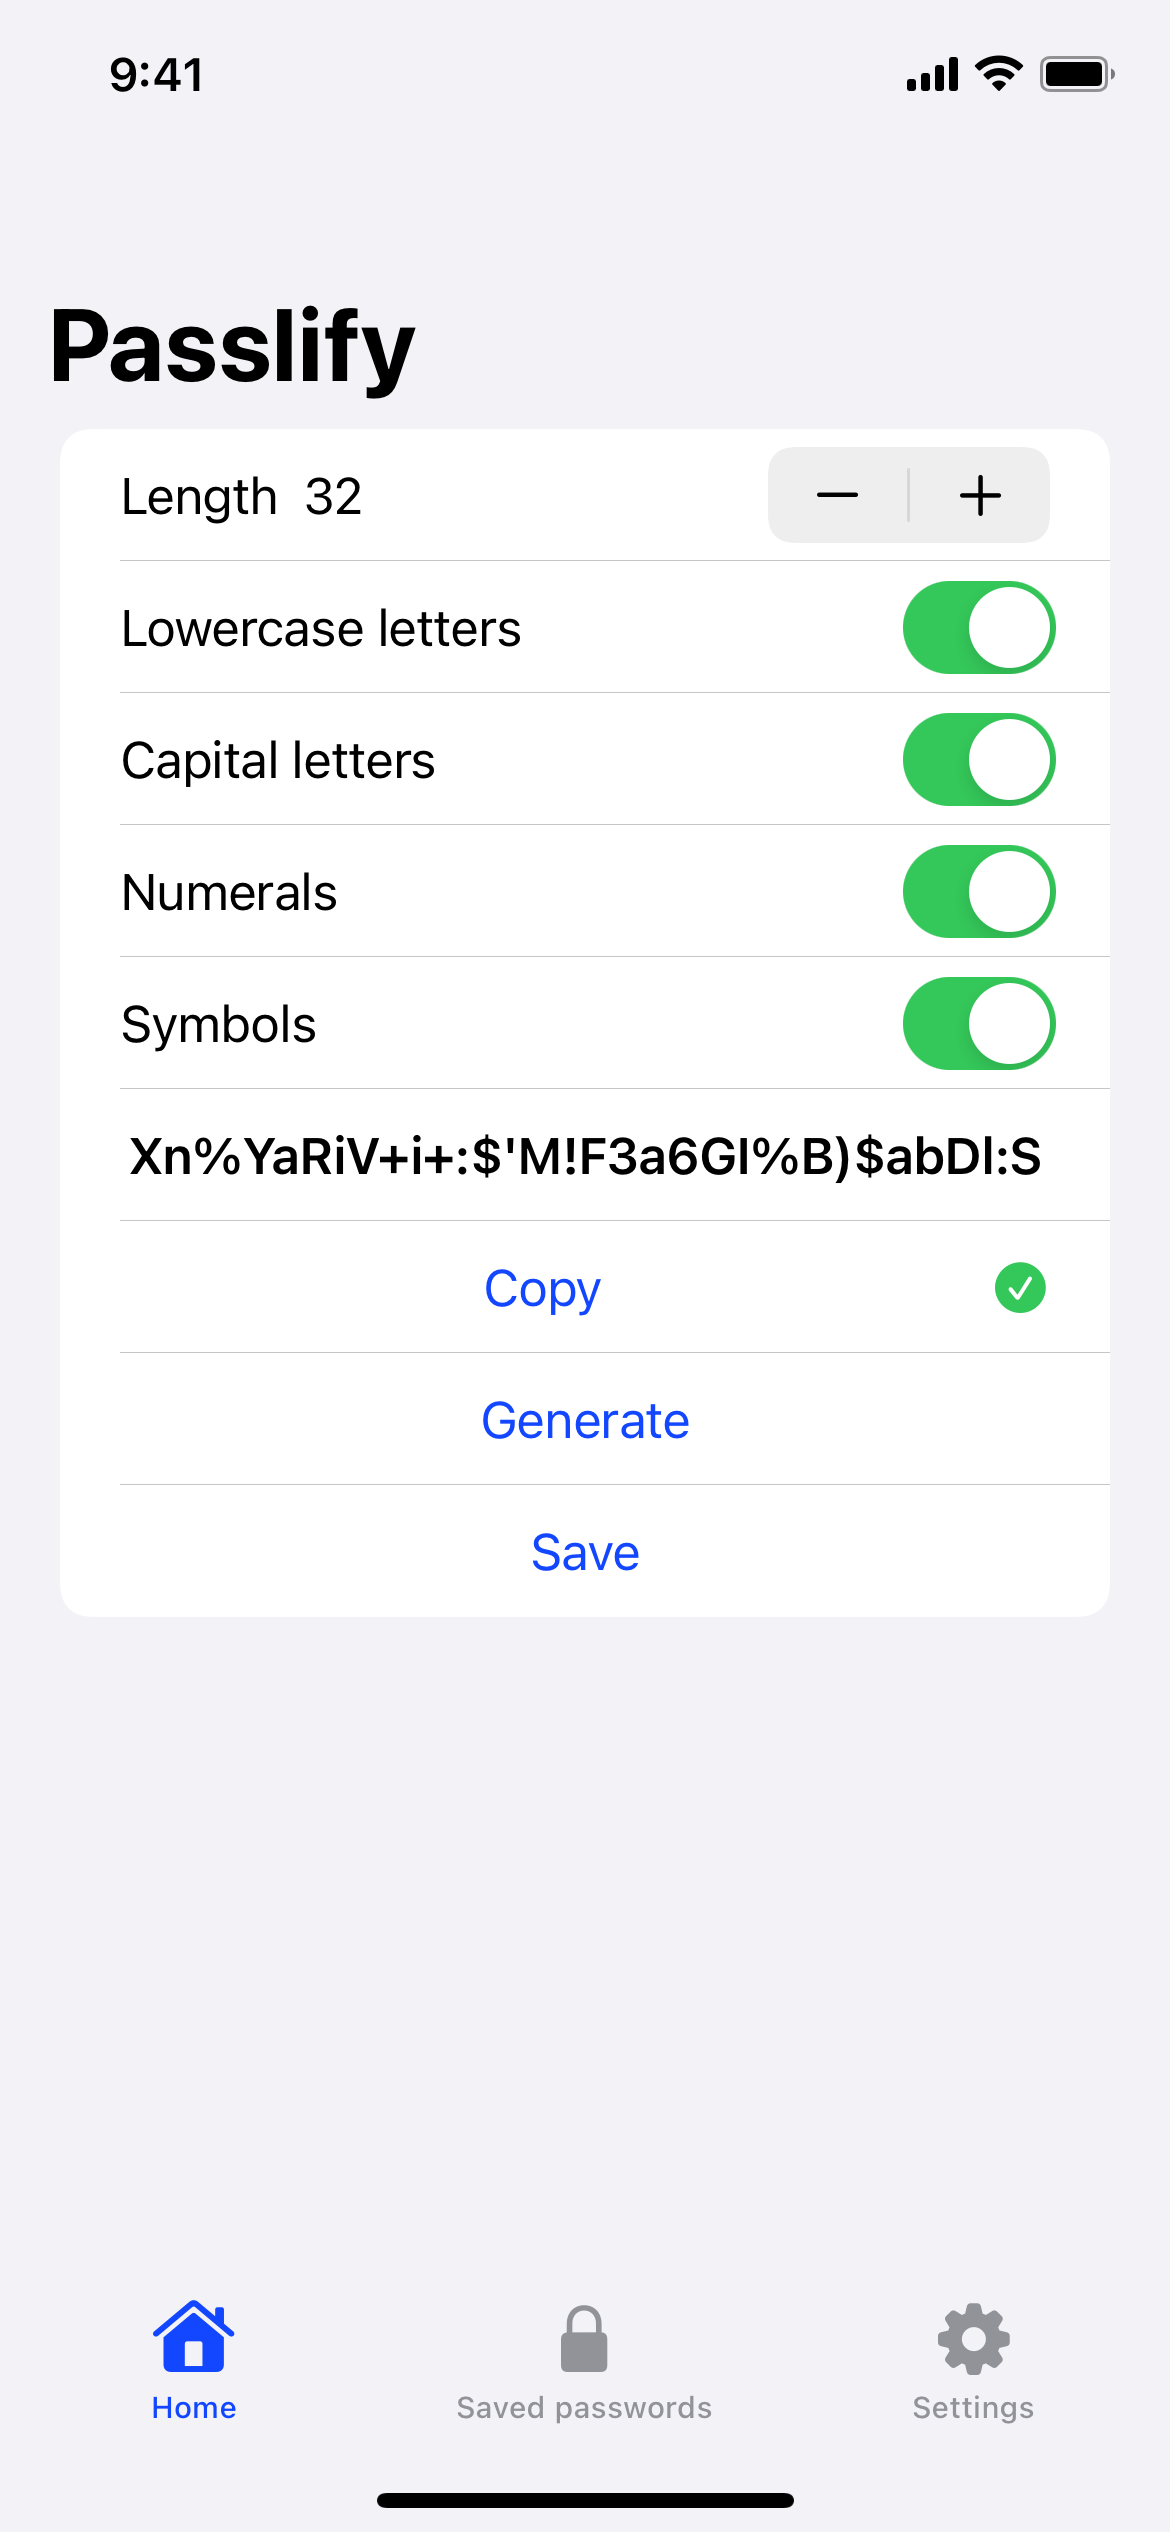 9:41
Passlify
Length 32
Lowercase letters
Capital letters
Numerals
Symbols
Xn%YaRiV+i+:$'M!F3a6GI%B)$abDl:S
Copy
Generate
Save
Home
Saved passwords
Settings